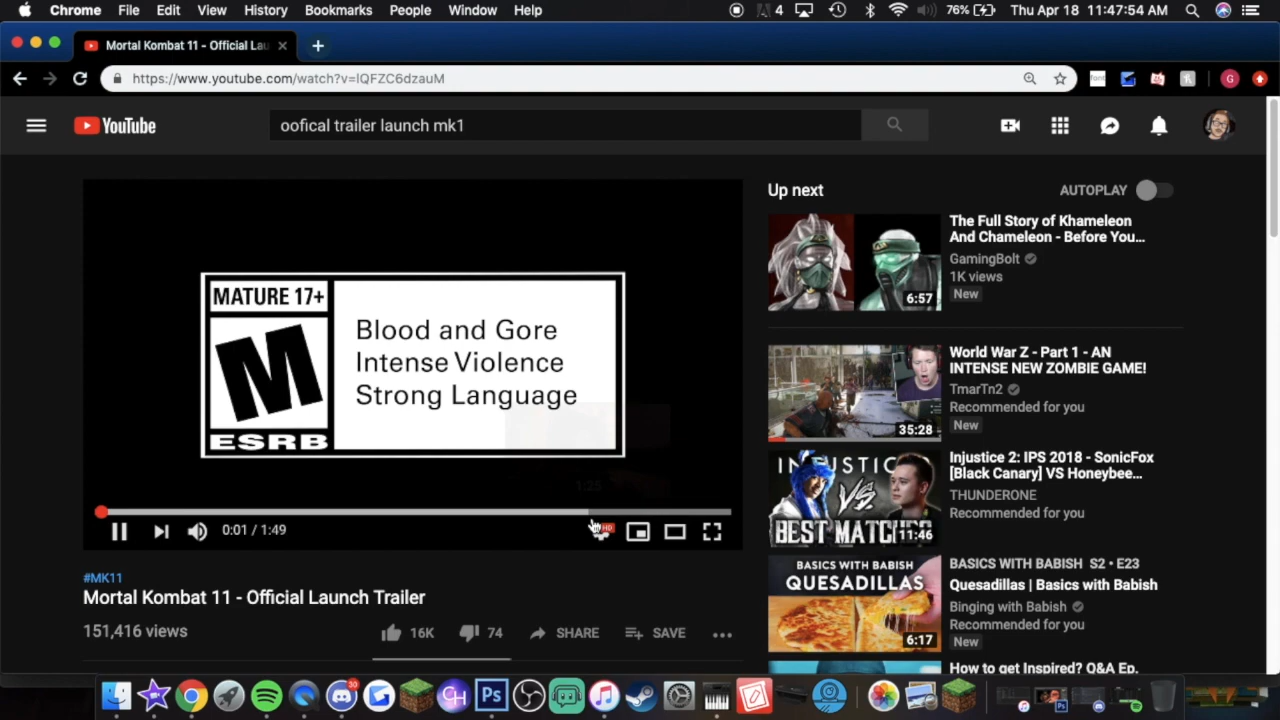 Chrome File Edit View History Bookmarks People Window Help 4 76% Thu Apr 18 11:47:54 AM
Mortal Kombat 11 - Official Lau
https://www.youtube.com/watch?v=lQFZC6dzauM font G
YouTube
oofical trailer launch mk1
Up next
AUTOPLAY
MATURE 17+
M
ESRB
Blood and Gore
Intense Violence
Strong Language
1:25
0:01 / 1:49
HD
#MK11
Mortal Kombat 11 - Official Launch Trailer
151,416 views
16K 74 SHARE SAVE
The Full Story of Khameleon
And Chameleon - Before You...
GamingBolt
1K views
New
6:57
World War Z - Part 1 - AN
INTENSE NEW ZOMBIE GAME!
TmarTn2
Recommended for you
New
35:28
Injustice 2: IPS 2018 - SonicFox
[Black Canary] VS Honeybee...
THUNDERONE
Recommended for you
VS
BEST MATCHES
11:46
BASICS WITH BABISH S2 • E23
Quesadillas | Basics with Babish
Binging with Babish
Recommended for you
New
BASICS WITH BABISH
QUESADILLAS
6:17
How to get Inspired? Q&A Ep.
30
CH
Ps